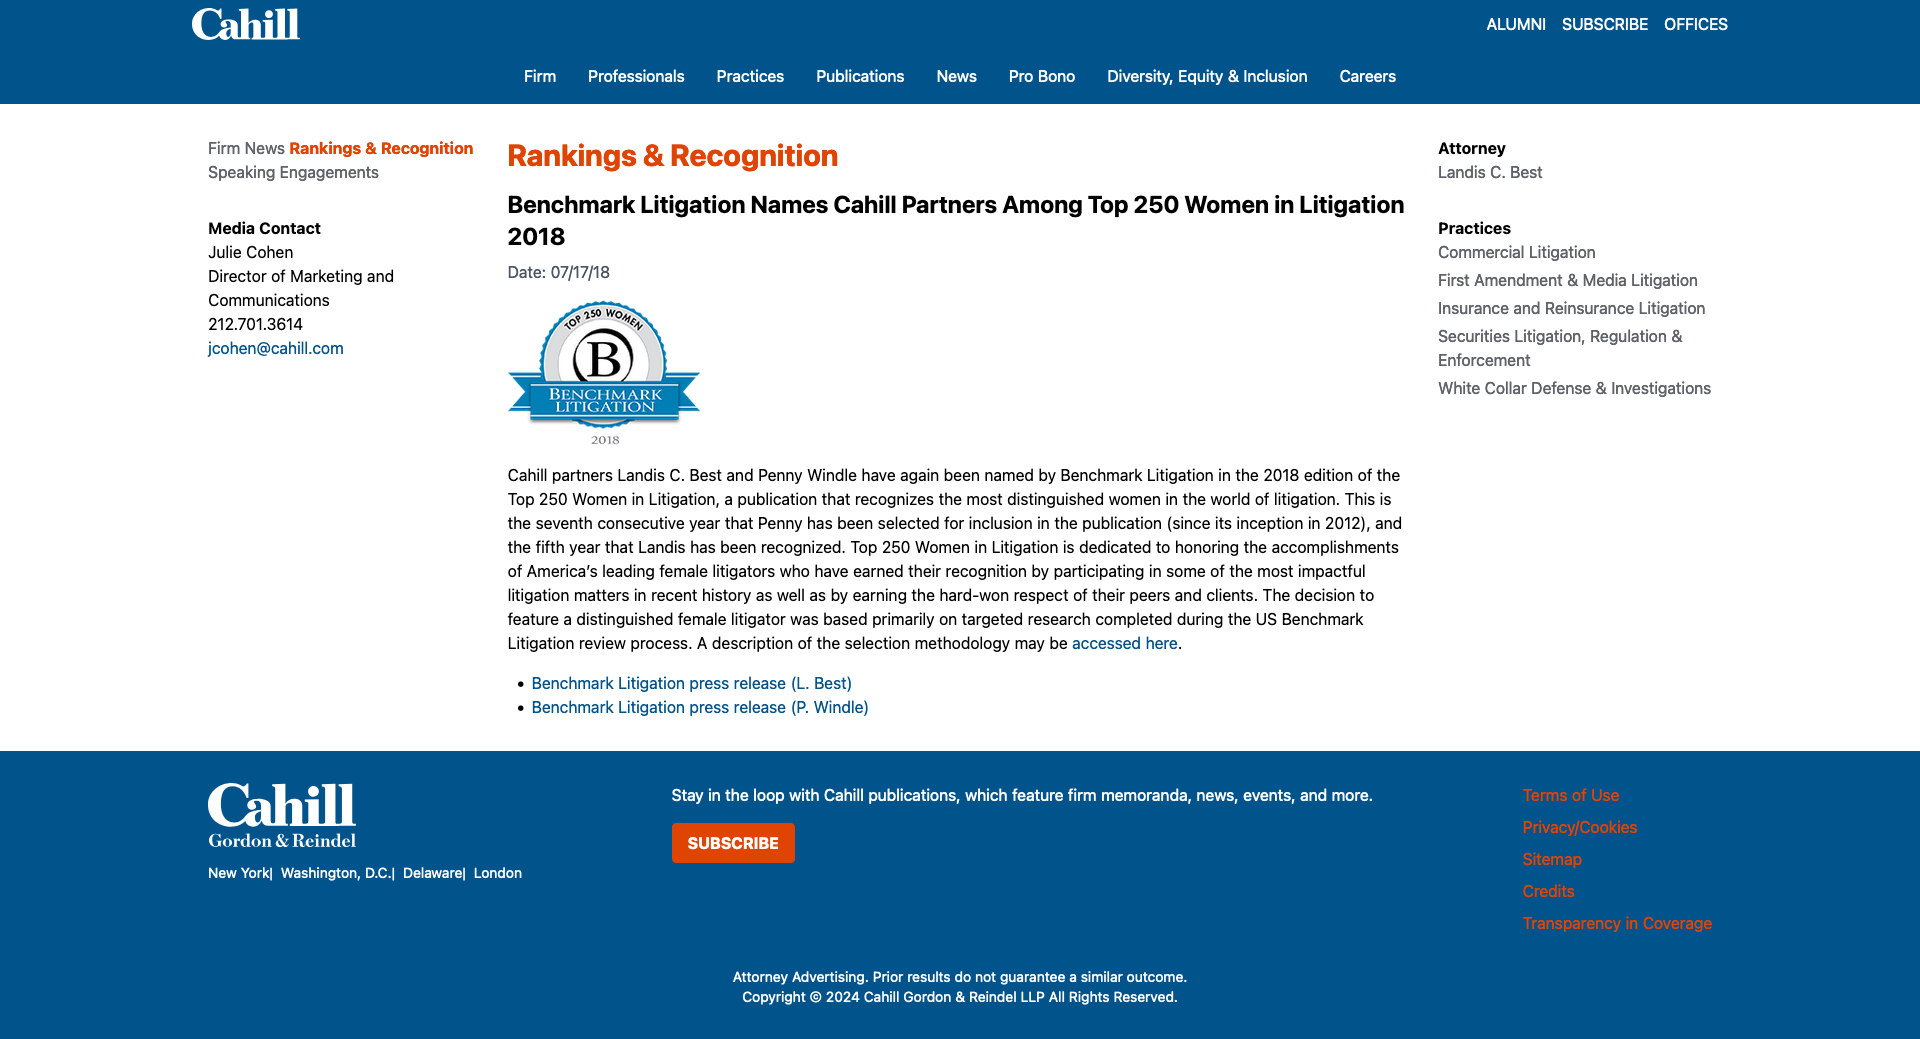 Cahill
ALUMNI SUBSCRIBE OFFICES
Firm Professionals Practices Publications News Pro Bono Diversity, Equity & Inclusion Careers
Firm News Rankings & Recognition
Speaking Engagements
Media Contact
Julie Cohen
Director of Marketing and
Communications
212.701.3614
jcohen@cahill.com
Rankings & Recognition
Benchmark Litigation Names Cahill Partners Among Top 250 Women in Litigation
2018
Date: 07/17/18
TOP 250 WOMEN
B
BENCHMARK
LITIGATION
2018
Cahill partners Landis C. Best and Penny Windle have again been named by Benchmark Litigation in the 2018 edition of the
Top 250 Women in Litigation, a publication that recognizes the most distinguished women in the world of litigation. This is
the seventh consecutive year that Penny has been selected for inclusion in the publication (since its inception in 2012), and
the fifth year that Landis has been recognized. Top 250 Women in Litigation is dedicated to honoring the accomplishments
of America’s leading female litigators who have earned their recognition by participating in some of the most impactful
litigation matters in recent history as well as by earning the hard-won respect of their peers and clients. The decision to
feature a distinguished female litigator was based primarily on targeted research completed during the US Benchmark
Litigation review process. A description of the selection methodology may be accessed here.
• Benchmark Litigation press release (L. Best)
• Benchmark Litigation press release (P. Windle)
Attorney
Landis C. Best
Practices
Commercial Litigation
First Amendment & Media Litigation
Insurance and Reinsurance Litigation
Securities Litigation, Regulation &
Enforcement
White Collar Defense & Investigations
Cahill
Gordon & Reindel
New York| Washington, D.C.| Delaware| London
Stay in the loop with Cahill publications, which feature firm memoranda, news, events, and more.
SUBSCRIBE
Terms of Use
Privacy/Cookies
Sitemap
Credits
Transparency in Coverage
Attorney Advertising. Prior results do not guarantee a similar outcome.
Copyright © 2024 Cahill Gordon & Reindel LLP All Rights Reserved.